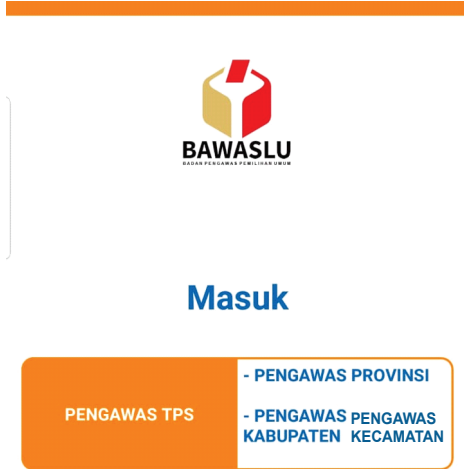 BAWASLU
BADAN PENGAWAS PEMILIHAN UMUM
Masuk
PENGAWAS TPS
- PENGAWAS PROVINSI
- PENGAWAS PENGAWAS
KABUPATEN KECAMATAN